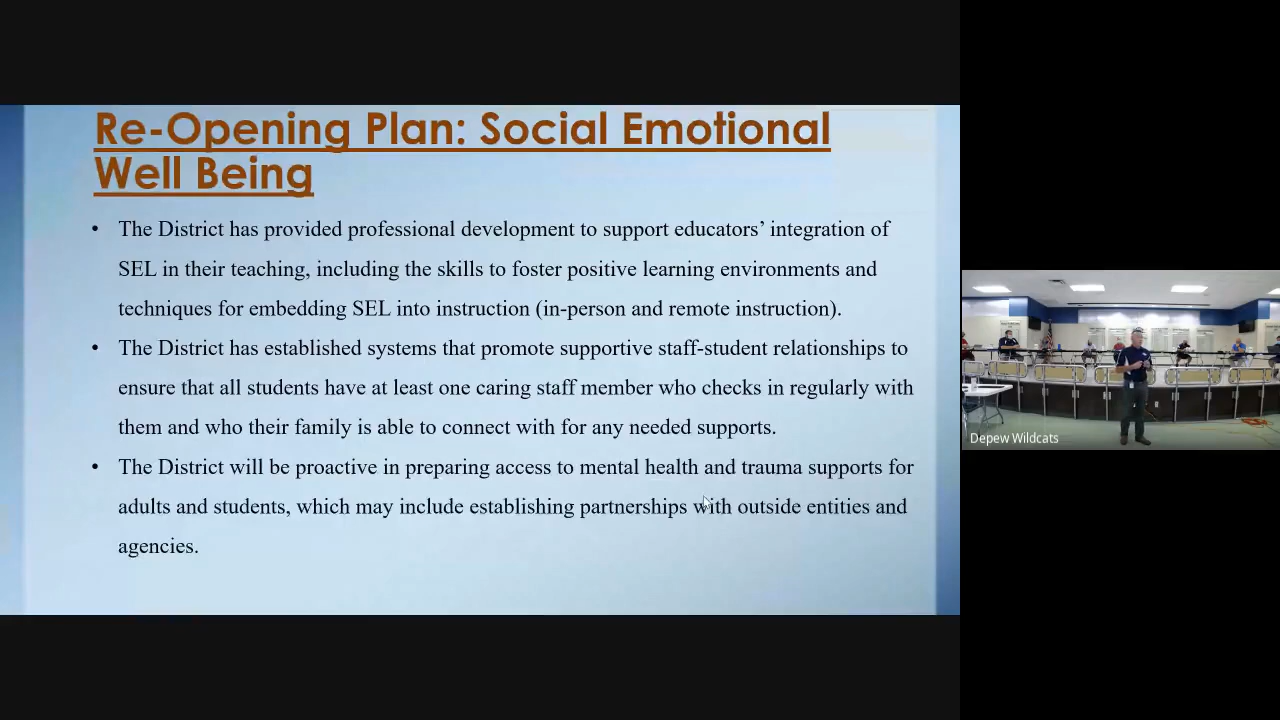 Re-Opening Plan: Social Emotional
Well Being
• The District has provided professional development to support educators’ integration of
SEL in their teaching, including the skills to foster positive learning environments and
techniques for embedding SEL into instruction (in-person and remote instruction).
• The District has established systems that promote supportive staff-student relationships to
ensure that all students have at least one caring staff member who checks in regularly with
them and who their family is able to connect with for any needed supports.
• The District will be proactive in preparing access to mental health and trauma supports for
adults and students, which may include establishing partnerships with outside entities and
agencies.
Depew Wildcats